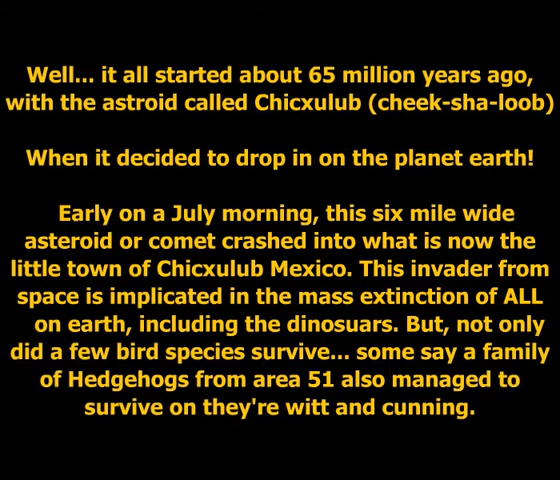 Well... it all started about 65 million years ago,
with the astroid called Chicxulub (cheek-sha-loob)
When it decided to drop in on the planet earth!
Early on a July morning, this six mile wide
asteroid or comet crashed into what is now the
little town of Chicxulub Mexico. This invader from
space is implicated in the mass extinction of ALL
on earth, including the dinosuars. But, not only
did a few bird species survive... some say a family
of Hedgehogs from area 51 also managed to
survive on they're witt and cunning.